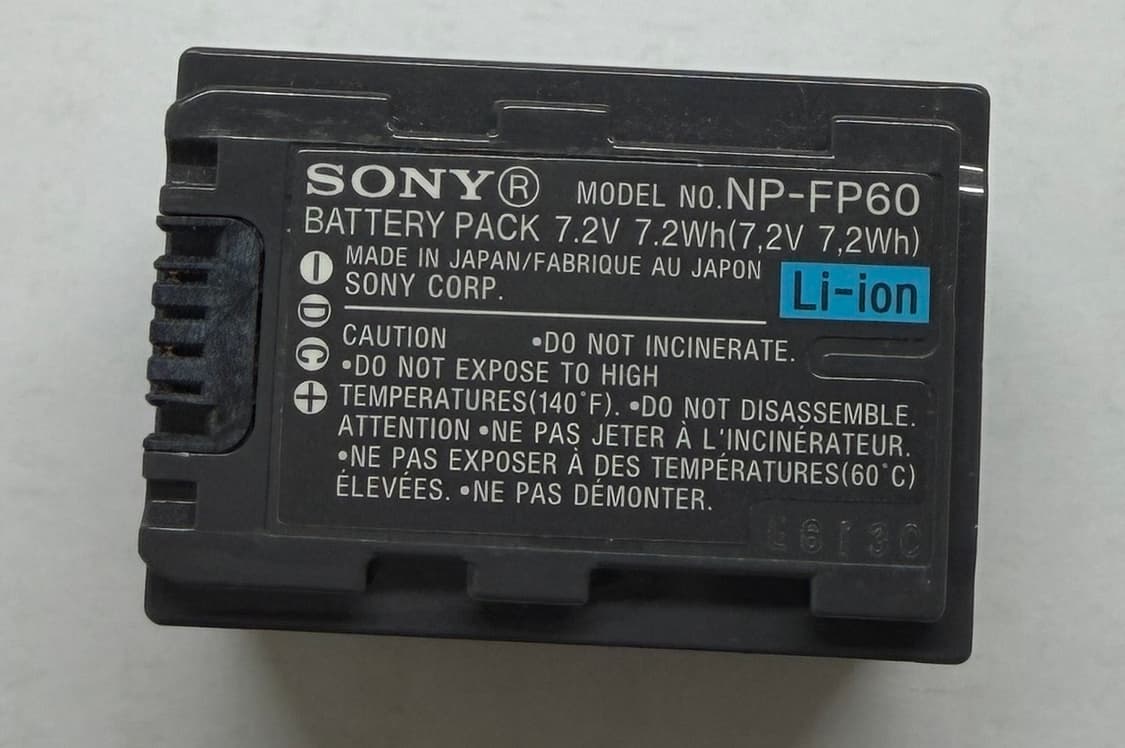 SONY® MODEL NO.NP-FP60
BATTERY PACK 7.2V 7.2Wh(7,2V 7,2Wh)
MADE IN JAPAN/FABRIQUE AU JAPON
SONY CORP.
Li-ion
− D C +
CAUTION •DO NOT INCINERATE.
•DO NOT EXPOSE TO HIGH
TEMPERATURES(140°F). •DO NOT DISASSEMBLE.
ATTENTION •NE PAS JETER À L'INCINÉRATEUR.
•NE PAS EXPOSER À DES TEMPÉRATURES(60°C)
ÉLEVÉES. •NE PAS DÉMONTER.